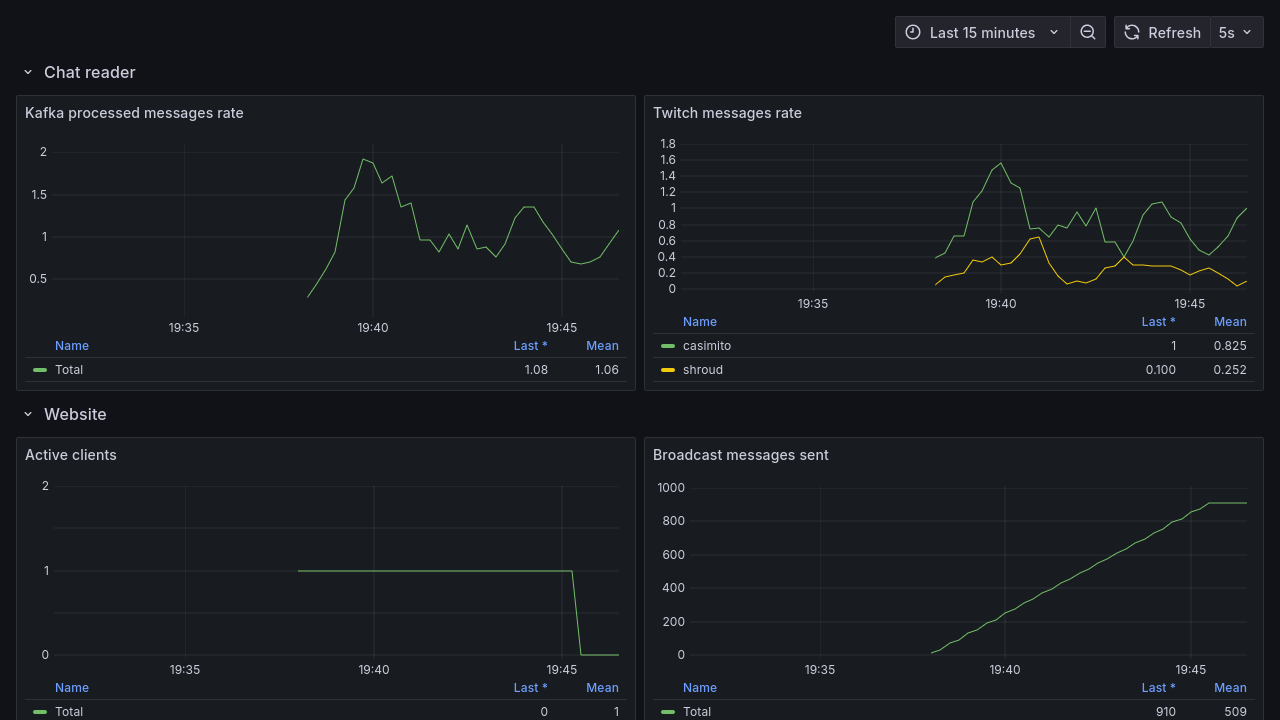 Last 15 minutes
Refresh
5s
Chat reader
Kafka processed messages rate
2
1.5
1
0.5
19:35 19:40 19:45
Name Last * Mean
Total 1.08 1.06
Twitch messages rate
1.8
1.6
1.4
1.2
1
0.8
0.6
0.4
0.2
0
19:35 19:40 19:45
Name Last * Mean
casimito 1 0.825
shroud 0.100 0.252
Website
Active clients
2
1
0
19:35 19:40 19:45
Name Last * Mean
Total 0 1
Broadcast messages sent
1000
800
600
400
200
0
19:35 19:40 19:45
Name Last * Mean
Total 910 509